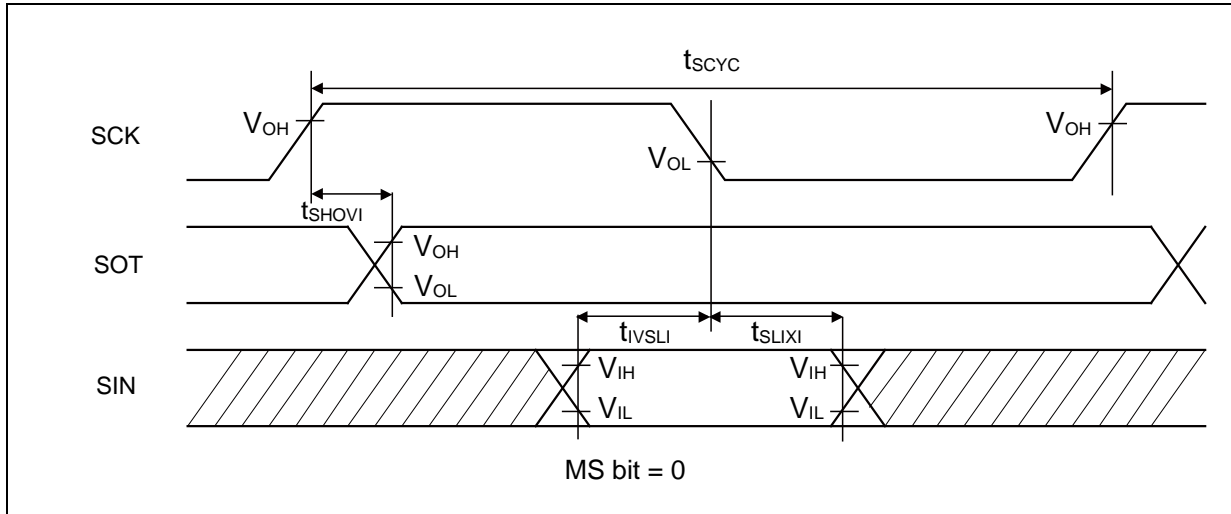 tSCYC
SCK
VOH
VOL
VOH
tSHOVI
SOT
VOH
VOL
tIVSLI
tSLIXI
SIN
VIH
VIL
VIH
VIL
MS bit = 0